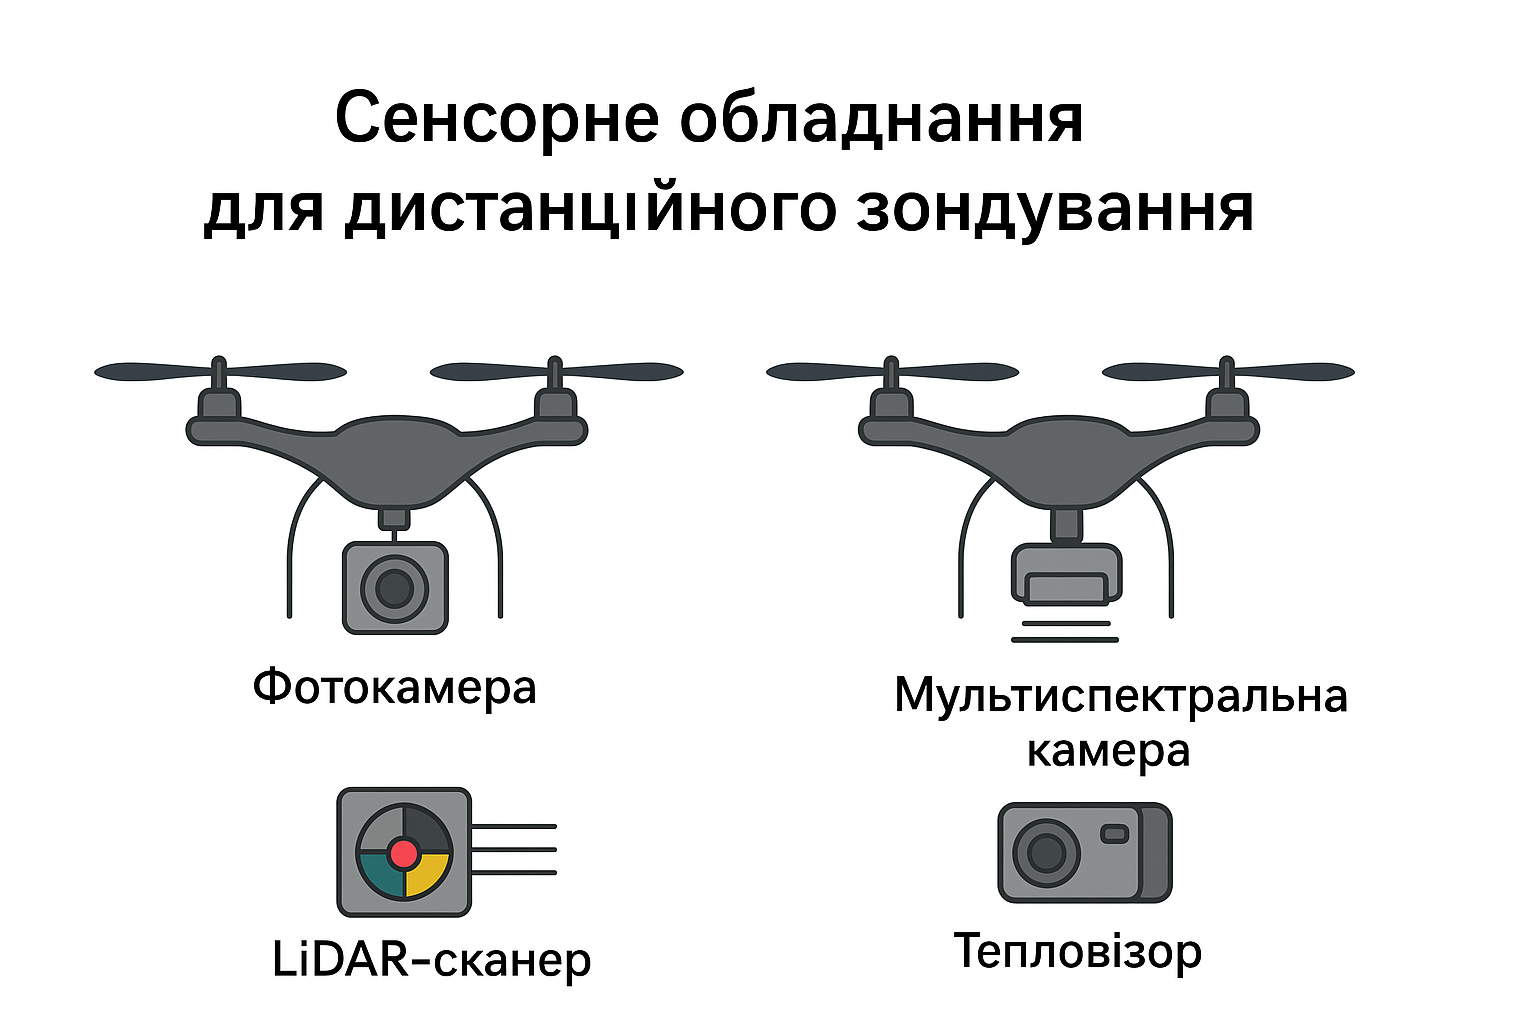 Сенсорне обладнання
для дистанційного зондування
Фотокамера
Мультиспектральна
камера
LiDAR-сканер
Тепловізор